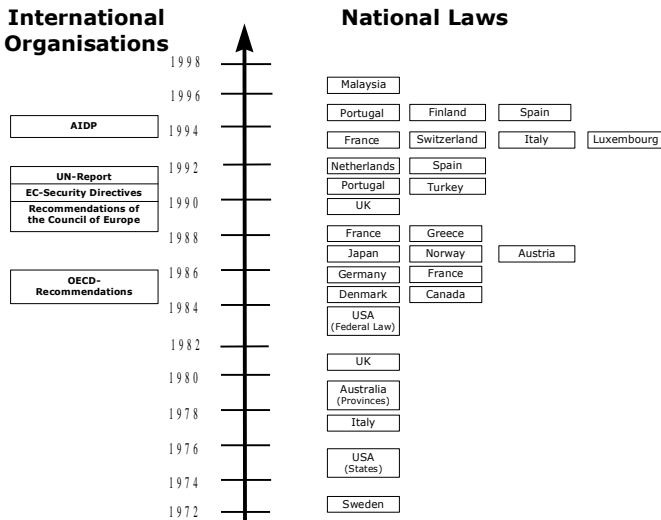 International
Organisations
National Laws
1998
Malaysia
1996
Portugal Finland Spain
AIDP
1994
France Switzerland Italy Luxembourg
1992
Netherlands Spain
UN-Report
Portugal Turkey
EC-Security Directives
1990
UK
Recommendations of
the Council of Europe
1988
France Greece
Japan Norway Austria
1986
Germany France
OECD-
Recommendations
Denmark Canada
1984
USA
(Federal Law)
1982
UK
1980
Australia
(Provinces)
1978
Italy
1976
USA
(States)
1974
Sweden
1972